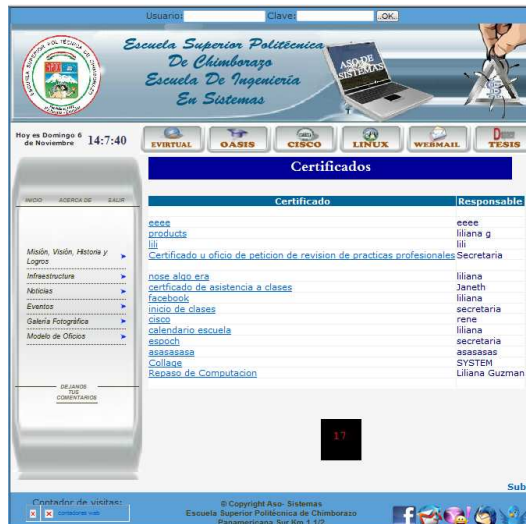 Usuario:
Clave:
..OK..
Escuela Superior Politécnica
De Chimborazo
Escuela De Ingenieria
En Sistemas
ASO DE
SISTEMAS
Hoy es Domingo 6
de Noviembre
14:7:40
EVIRTUAL
OASIS
CISCO
LINUX
WEBMAIL
TESIS
Certificados
INICIO ACERCA DE SALIR
Misión, Visión, Historia y
Logros
Infraestructura
Noticias
Eventos
Galería Fotográfica
Modelo de Oficios
DEJANOS
TUS
COMENTARIOS
Certificado Responsable
eeee eeee
products liliana g
lili lili
Certificado u oficio de peticion de revision de practicas profesionales Secretaria
nose algo era liliana
certficado de asistencia a clases Janeth
facebook liliana
inicio de clases secretaria
cisco rene
calendario escuela liliana
espoch secretaria
asasasasa asasasas
Collage SYSTEM
Repaso de Computacion Liliana Guzman
17
Sub
Contador de visitas:
contadores web
© Copyright Aso- Sistemas
Escuela Superior Politécnica de Chimborazo
Panamericana Sur Km 1 1/2